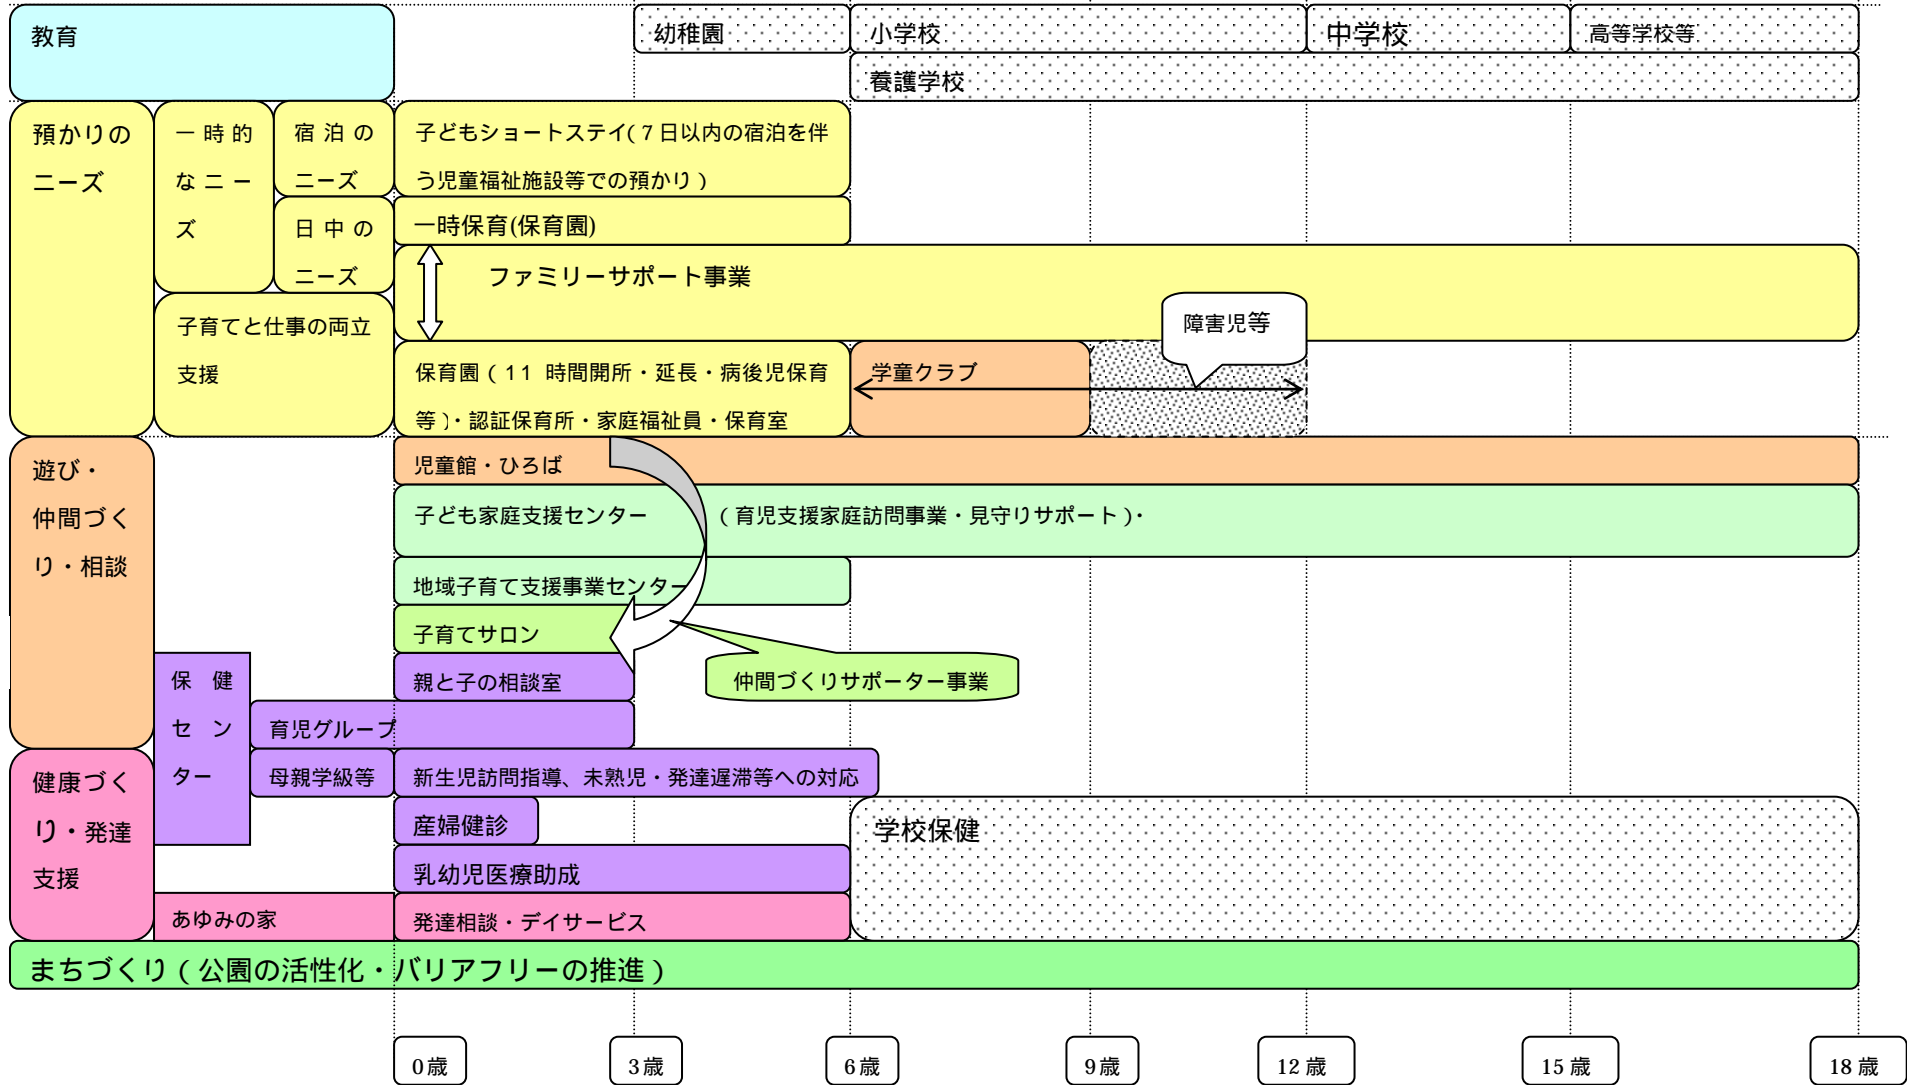 教育
幼稚園
小学校
中学校
高等学校等
養護学校
預かりの
ニーズ
一時的
なニー
ズ
宿泊の
ニーズ
子どもショートステイ(7日以内の宿泊を伴
う児童福祉施設等での預かり)
日中の
ニーズ
一時保育(保育園)
ファミリーサポート事業
子育てと仕事の両立
支援
障害児等
保育園(11 時間開所・延長・病後児保育
等)・認証保育所・家庭福祉員・保育室
学童クラブ
遊び・
仲間づく
り・相談
児童館・ひろば
子ども家庭支援センター (育児支援家庭訪問事業・見守りサポート)・
地域子育て支援事業センター
子育てサロン
保健
セン
ター
親と子の相談室
仲間づくりサポーター事業
育児グループ
健康づく
り・発達
支援
母親学級等
新生児訪問指導、未熟児・発達遅滞等への対応
産婦健診
学校保健
乳幼児医療助成
あゆみの家
発達相談・デイサービス
まちづくり(公園の活性化・バリアフリーの推進)
0歳
3歳
6歳
9歳
12歳
15歳
18歳